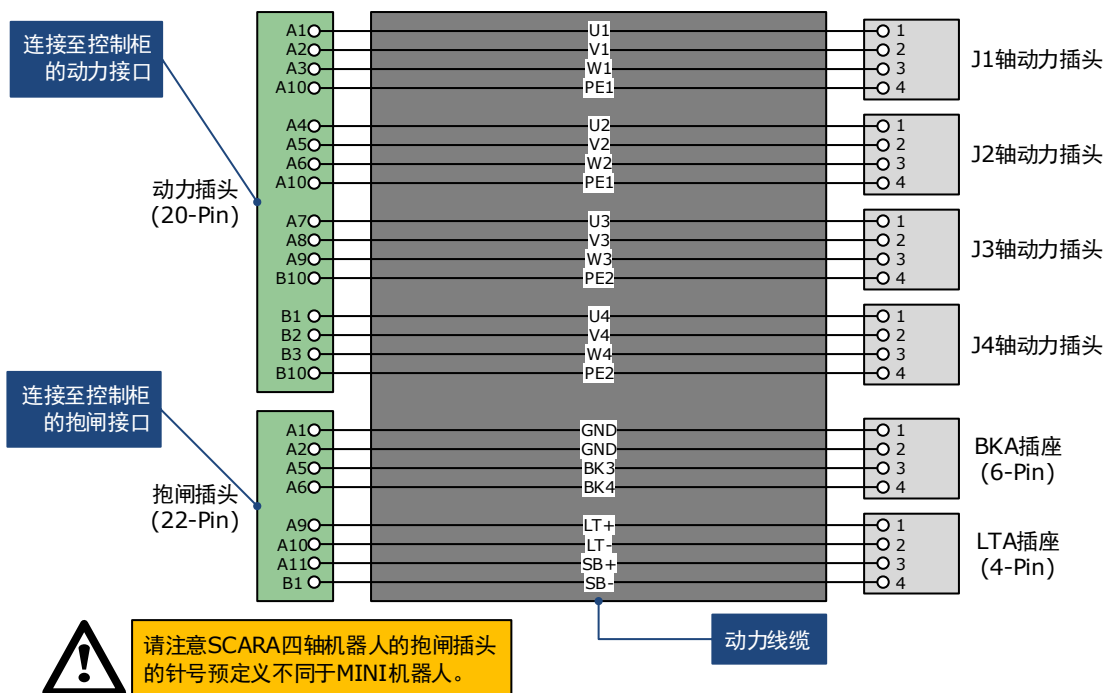 连接至控制柜
的动力接口
动力插头
(20-Pin)
A1 U1 1
A2 V1 2
A3 W1 3
A10 PE1 4
J1轴动力插头
A4 U2 1
A5 V2 2
A6 W2 3
A10 PE1 4
J2轴动力插头
A7 U3 1
A8 V3 2
A9 W3 3
B10 PE2 4
J3轴动力插头
B1 U4 1
B2 V4 2
B3 W4 3
B10 PE2 4
J4轴动力插头
连接至控制柜
的抱闸接口
抱闸插头
(22-Pin)
A1 GND 1
A2 GND 2
A5 BK3 3
A6 BK4 4
BKA插座
(6-Pin)
A9 LT+ 1
A10 LT- 2
A11 SB+ 3
B1 SB- 4
LTA插座
(4-Pin)
动力线缆
请注意SCARA四轴机器人的抱闸插头
的针号预定义不同于MINI机器人。